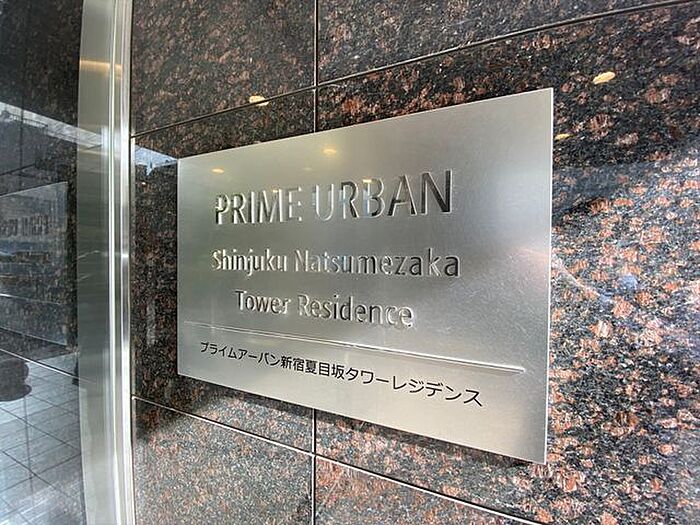 PRIME URBAN
Shinjuku Natsumezaka
Tower Residence
プライムアーバン新宿夏目坂タワーレジデンス